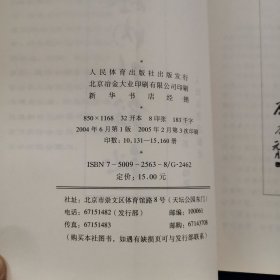 人民体育出版社出版发行
北京冶金大业印刷有限公司印刷
新华书店经销
850×1168 32开本 8印张 183千字
2004年6月第1版 2005年2月第3次印刷
印数：10,131—15,160册
ISBN 7-5009-2563-8/G·2462
定价：15.00元
社址：北京市崇文区体育馆路8号（天坛公园东门）
电话：67151482（发行部） 邮编：100061
传真：67151483 邮购：67143708
（购买本社图书，如遇有缺损页可与发行部联系）